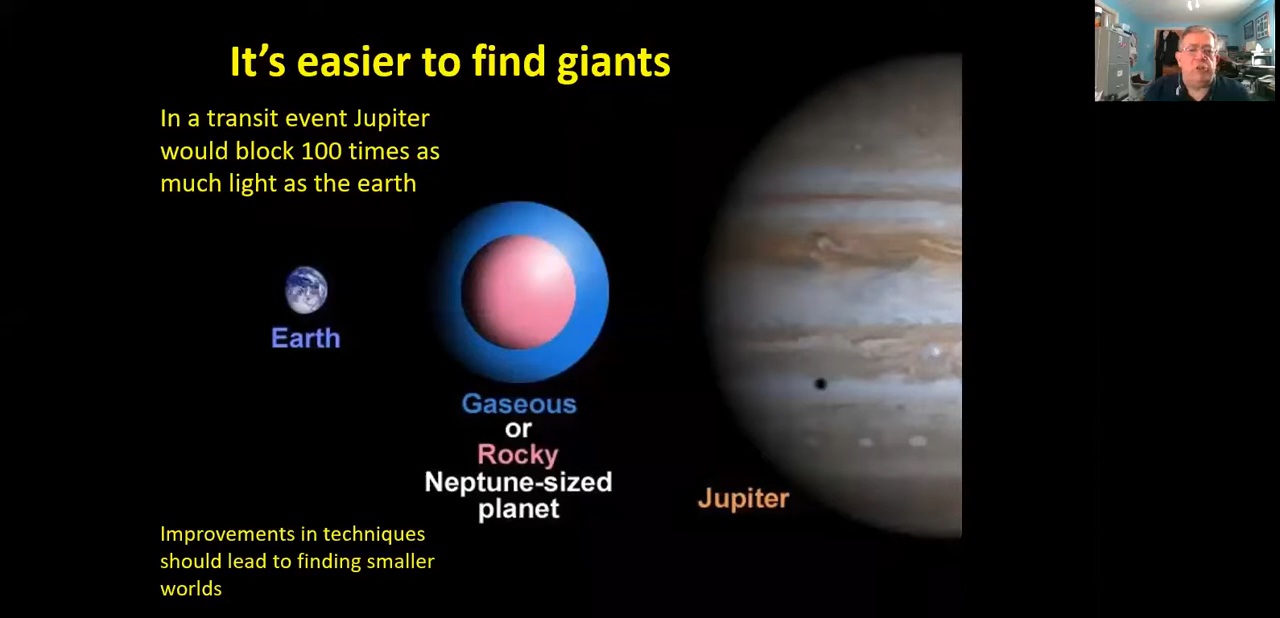 It's easier to find giants
In a transit event Jupiter
would block 100 times as
much light as the earth
Earth
Gaseous
or
Rocky
Neptune-sized
planet
Jupiter
Improvements in techniques
should lead to finding smaller
worlds